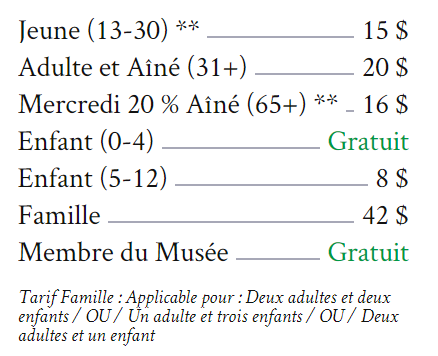 Jeune (13-30) ** 15 $
Adulte et Aîné (31+) 20 $
Mercredi 20 % Aîné (65+) ** 16 $
Enfant (0-4) Gratuit
Enfant (5-12) 8 $
Famille 42 $
Membre du Musée Gratuit
Tarif Famille : Applicable pour : Deux adultes et deux
enfants / OU / Un adulte et trois enfants / OU / Deux
adultes et un enfant